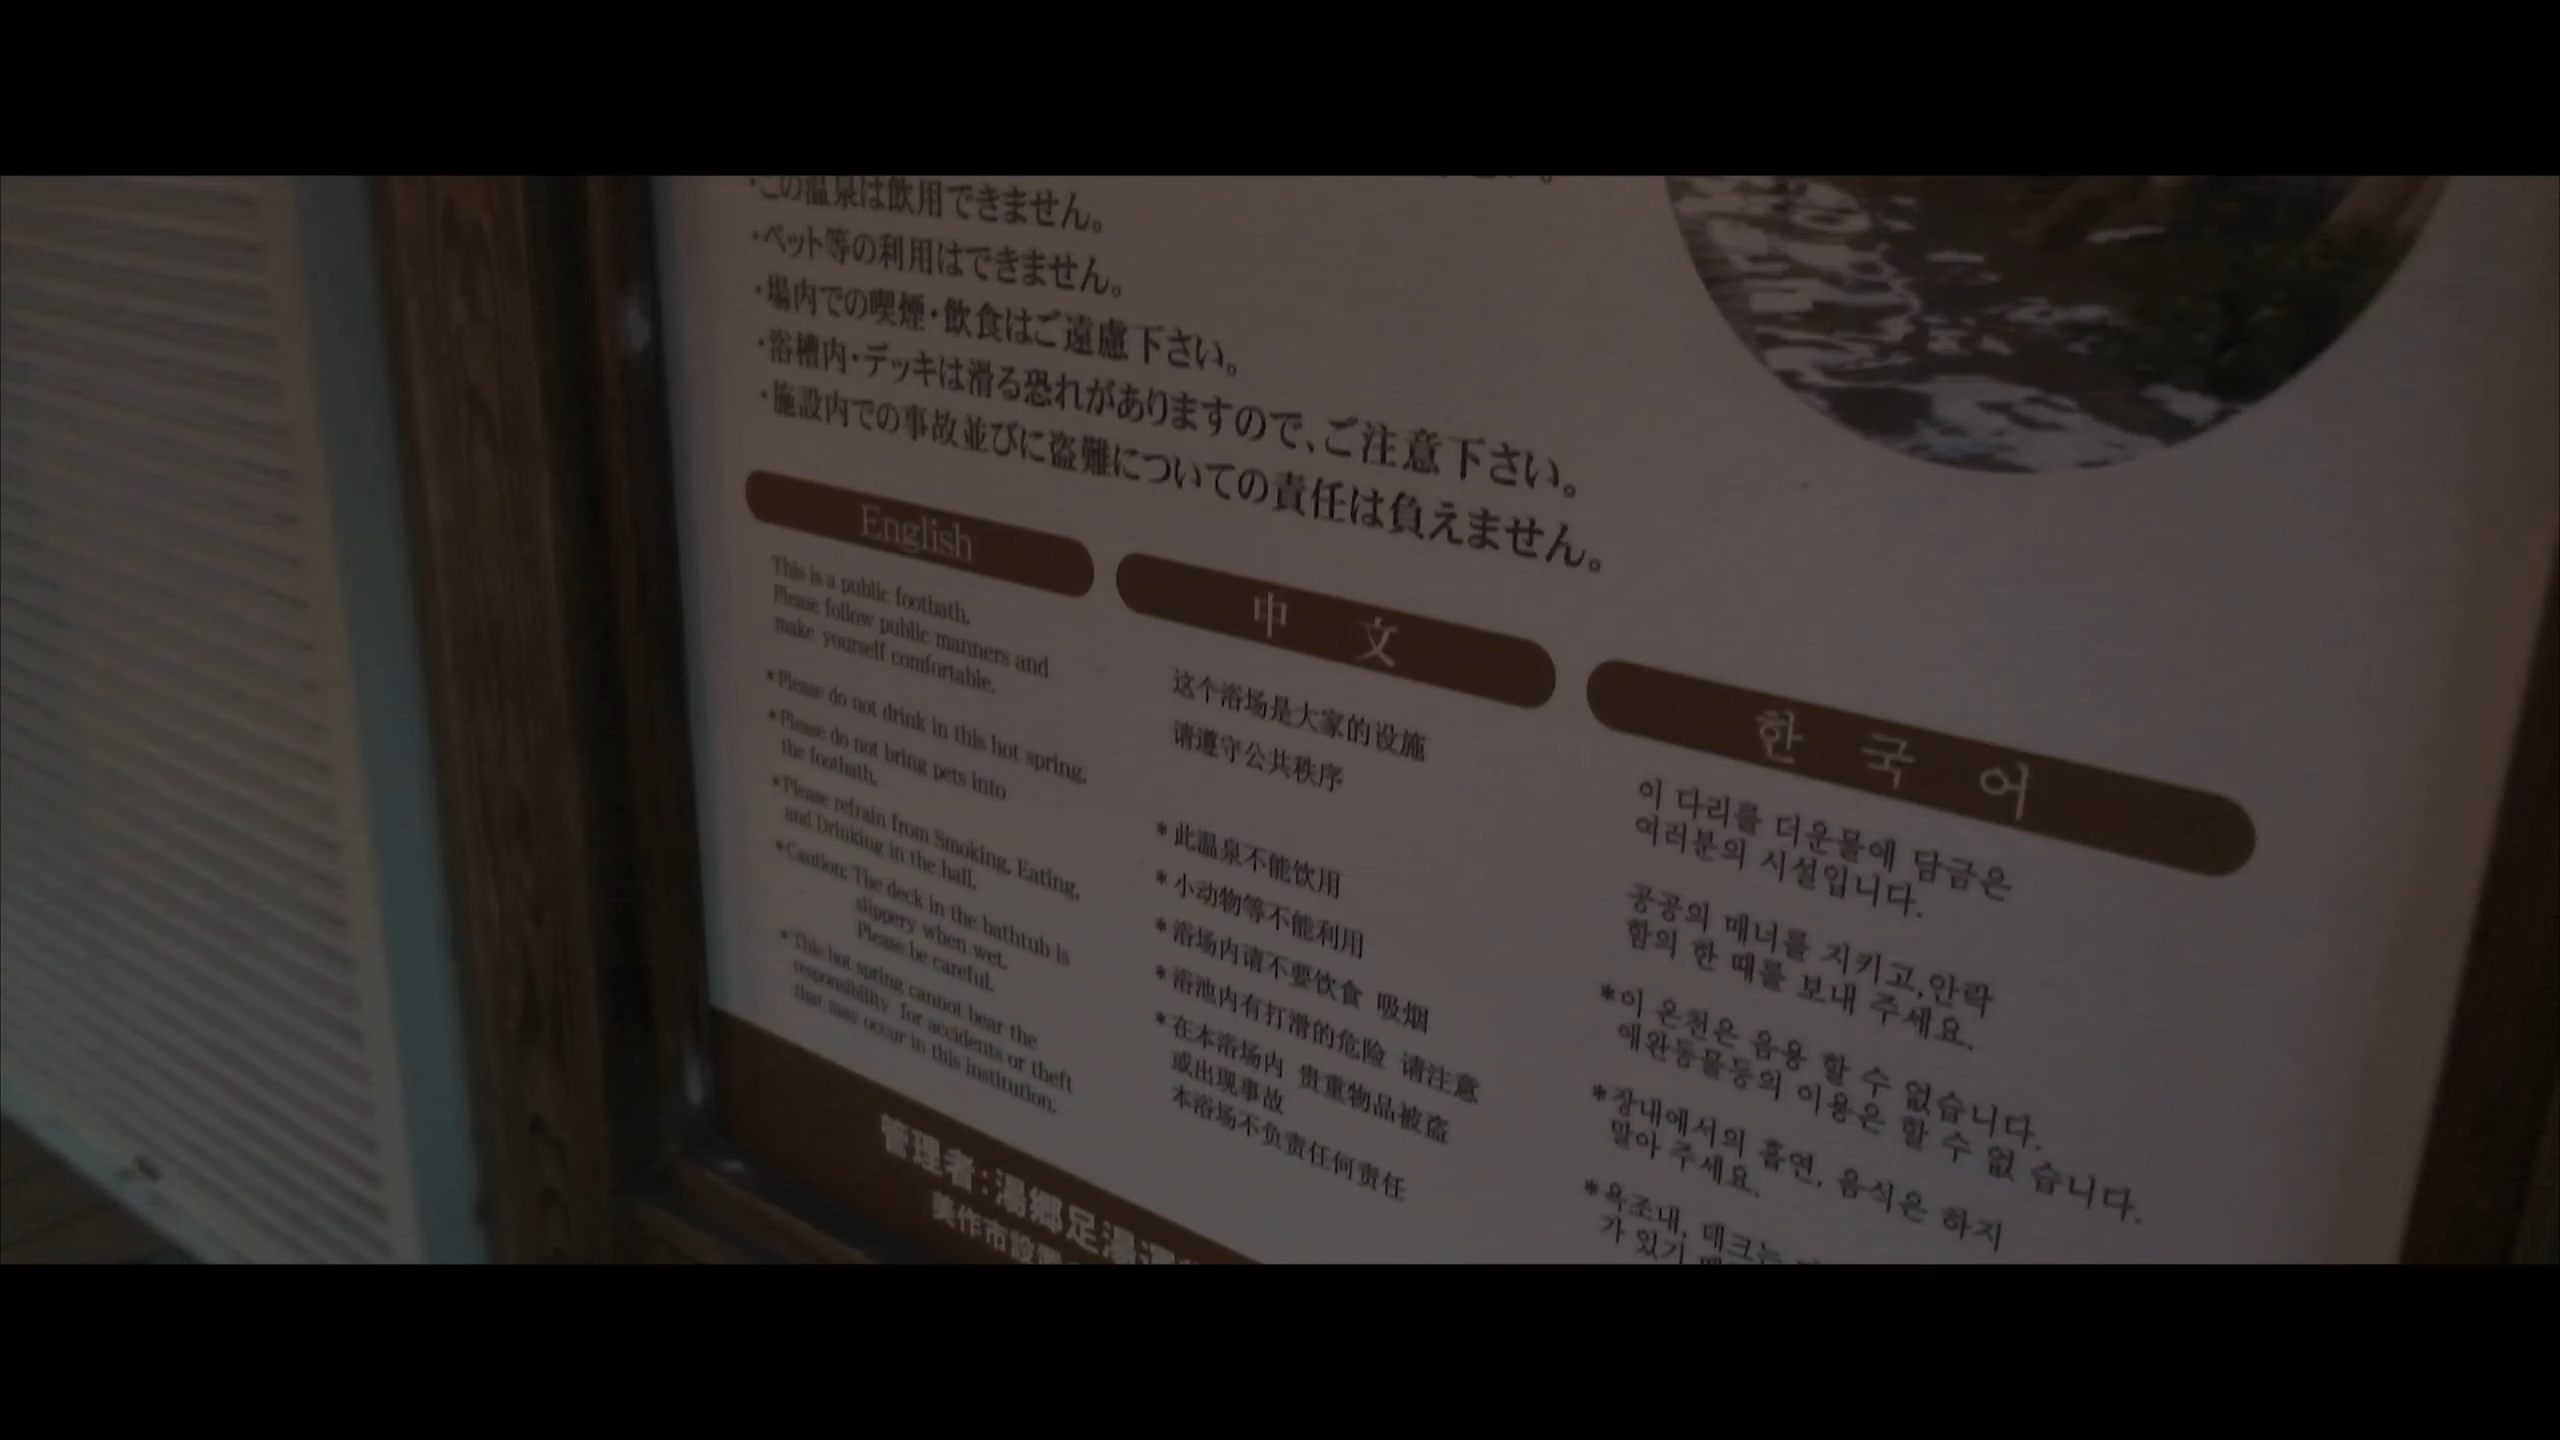 ・この温泉は飲用できません。
・ペット等の利用はできません。
・場内での喫煙・飲食はご遠慮下さい。
・浴槽内・デッキは滑る恐れがありますので、ご注意下さい。
・施設内での事故並びに盗難についての責任は負えません。
English
This is a public footbath.
Please follow public manners and
make yourself comfortable.
*Please do not drink in this hot spring.
*Please do not bring pets into
the footbath.
*Please refrain from Smoking, Eating,
and Drinking in the hall.
*Caution: The deck in the bathtub is
slippery when wet.
Please be careful.
*This hot spring cannot bear the
responsibility for accidents or theft
that may occur in this institution.
中 文
这个浴场是大家的设施
请遵守公共秩序
*此温泉不能饮用
*小动物等不能利用
*浴场内请不要饮食 吸烟
*浴池内有打滑的危险 请注意
*在本浴场内 贵重物品被盗
或出现事故
本浴场不负责任何责任
한 국 어
이 다리를 더운물에 담금은
여러분의 시설입니다.
공공의 매너를 지키고,안락
함의 한 때를 보내 주세요.
*이 온천은 음용 할 수 없습니다.
애완동물등의 이용은 할 수 없 습니다.
*장내에서의 흡연, 음식은 하지
말아 주세요.
*욕조내, 데크는
가 있기
管理者：湯郷足湯
美作市設